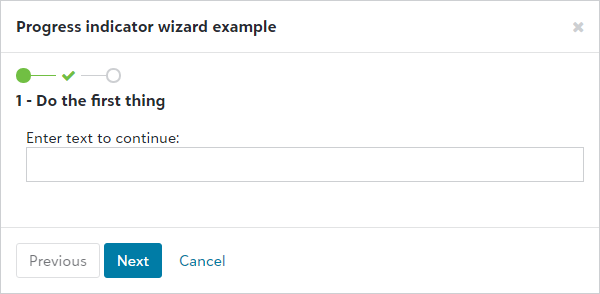 Progress indicator wizard example
1 - Do the first thing
Enter text to continue:
Previous Next Cancel